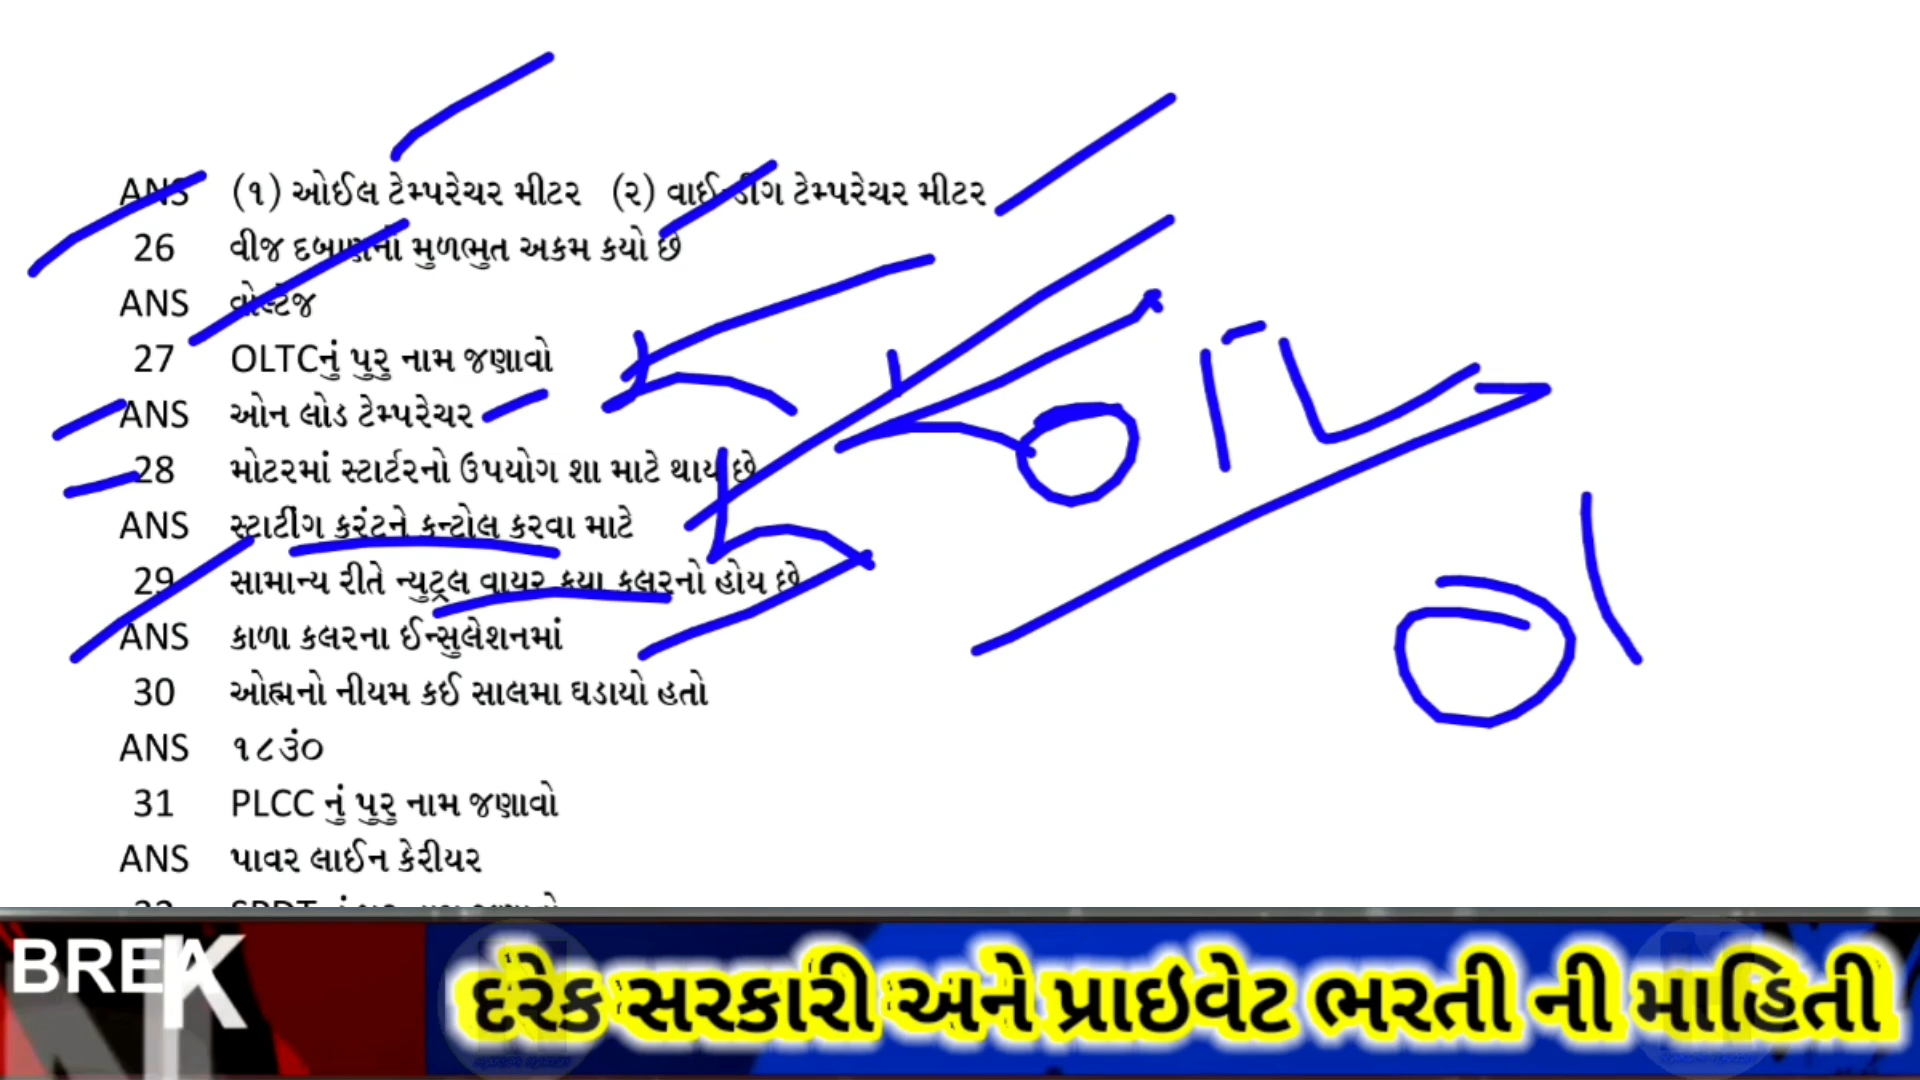 ANS (૧) ઓઈલ ટેમ્પરેચર મીટર (૨) વાઈન્ડીંગ ટેમ્પરેચર મીટર
26 વીજ દબાણનો મુળભુત અકમ કયો છે
ANS વોલ્ટેજ
27 OLTCનું પુરુ નામ જણાવો
ANS ઓન લોડ ટેમ્પરેચર
28 મોટરમાં સ્ટાર્ટરનો ઉપયોગ શા માટે થાય છે
ANS સ્ટાટીંગ કરંટને કન્ટોલ કરવા માટે
29 સામાન્ય રીતે ન્યુટ્રલ વાયર કયા કલરનો હોય છે
ANS કાળા કલરના ઈન્સુલેશનમાં
30 ઓહ્મનો નીયમ કઈ સાલમા ઘડાયો હતો
ANS ૧૮૩ં૦
31 PLCC નું પુરુ નામ જણાવો
ANS પાવર લાઈન કેરીયર
OIL
દરેક સરકારી અને પ્રાઇવેટ ભરતી ની માહિતી